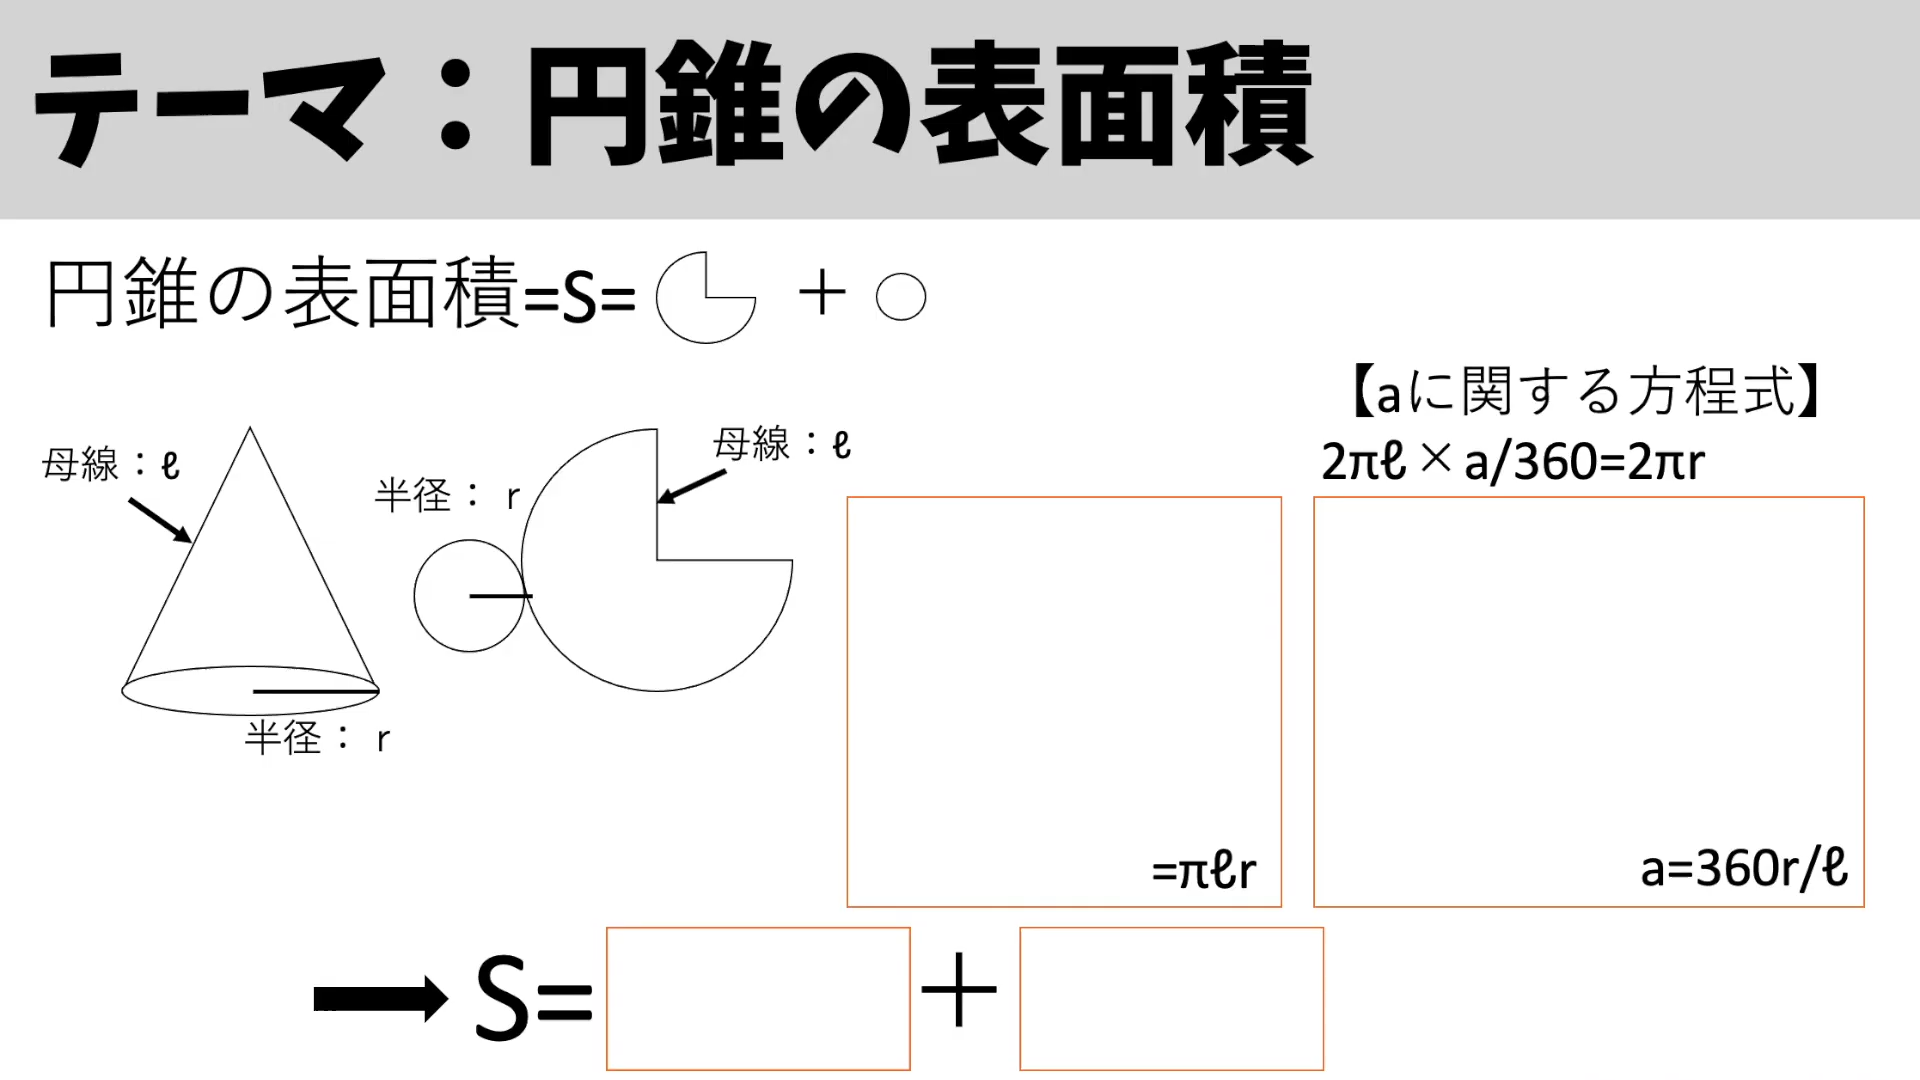 テーマ：円錐の表面積
円錐の表面積=S= ＋
母線：ℓ
半径： r
半径： r
母線：ℓ
=πℓr
【aに関する方程式】
2πℓ×a/360=2πr
a=360r/ℓ
S= ＋